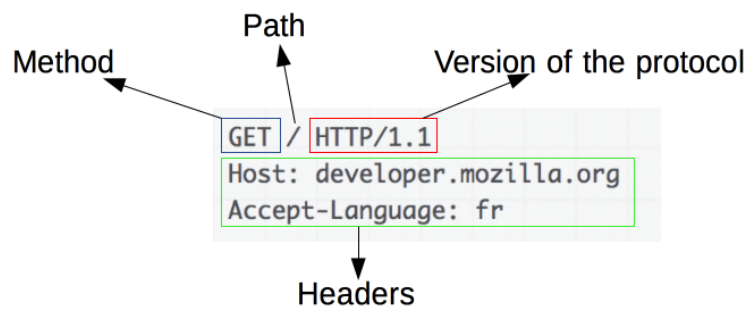 Path
Method
Version of the protocol
GET / HTTP/1.1
Host: developer.mozilla.org
Accept-Language: fr
Headers